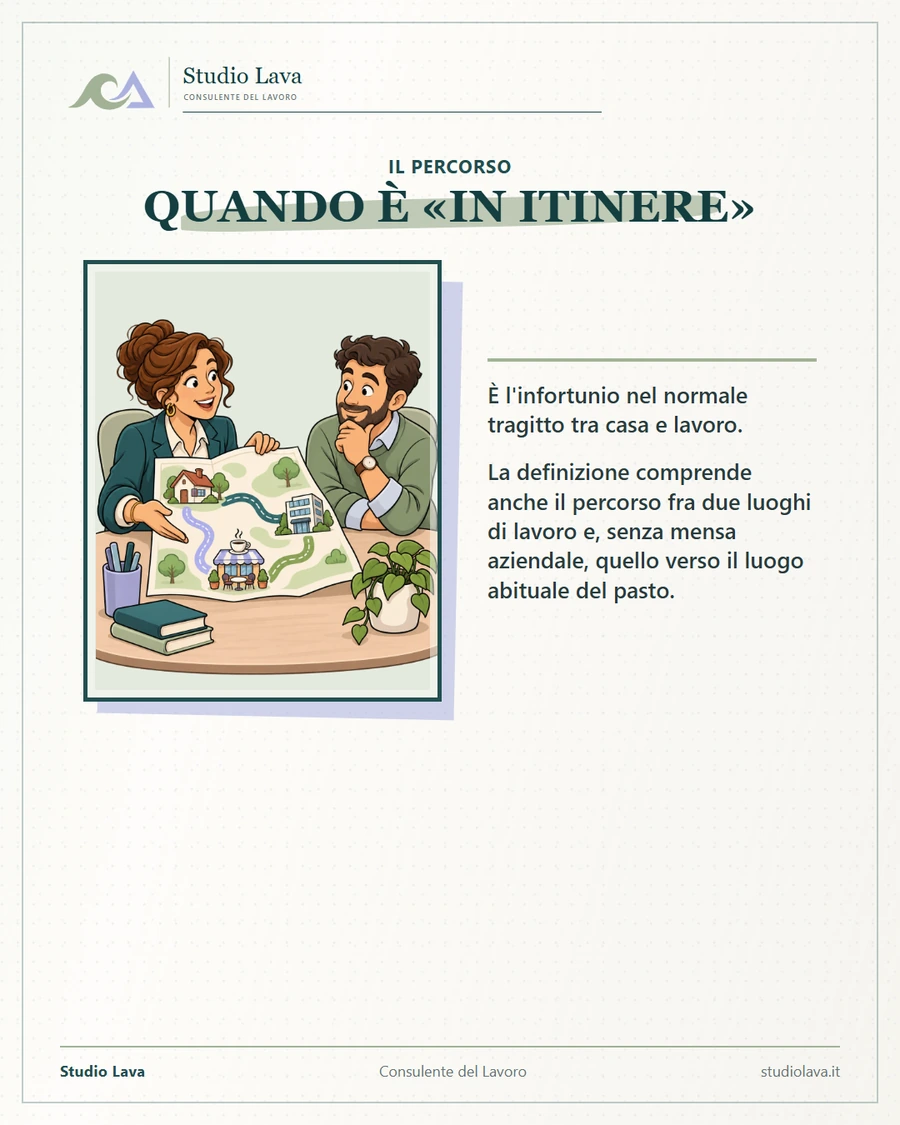 Studio Lava
CONSULENTE DEL LAVORO
IL PERCORSO
QUANDO È «IN ITINERE»
È l'infortunio nel normale
tragitto tra casa e lavoro.
La definizione comprende
anche il percorso fra due luoghi
di lavoro e, senza mensa
aziendale, quello verso il luogo
abituale del pasto.
Studio Lava
Consulente del Lavoro
studiolava.it